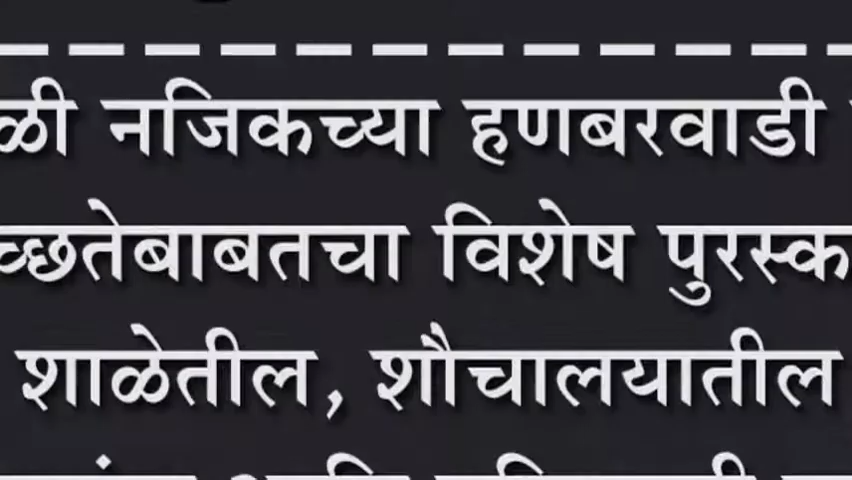 नजिकच्या हणबरवाडी
च्छतेबाबतचा विशेष पुरस्क
शाळेतील, शौचालयातील